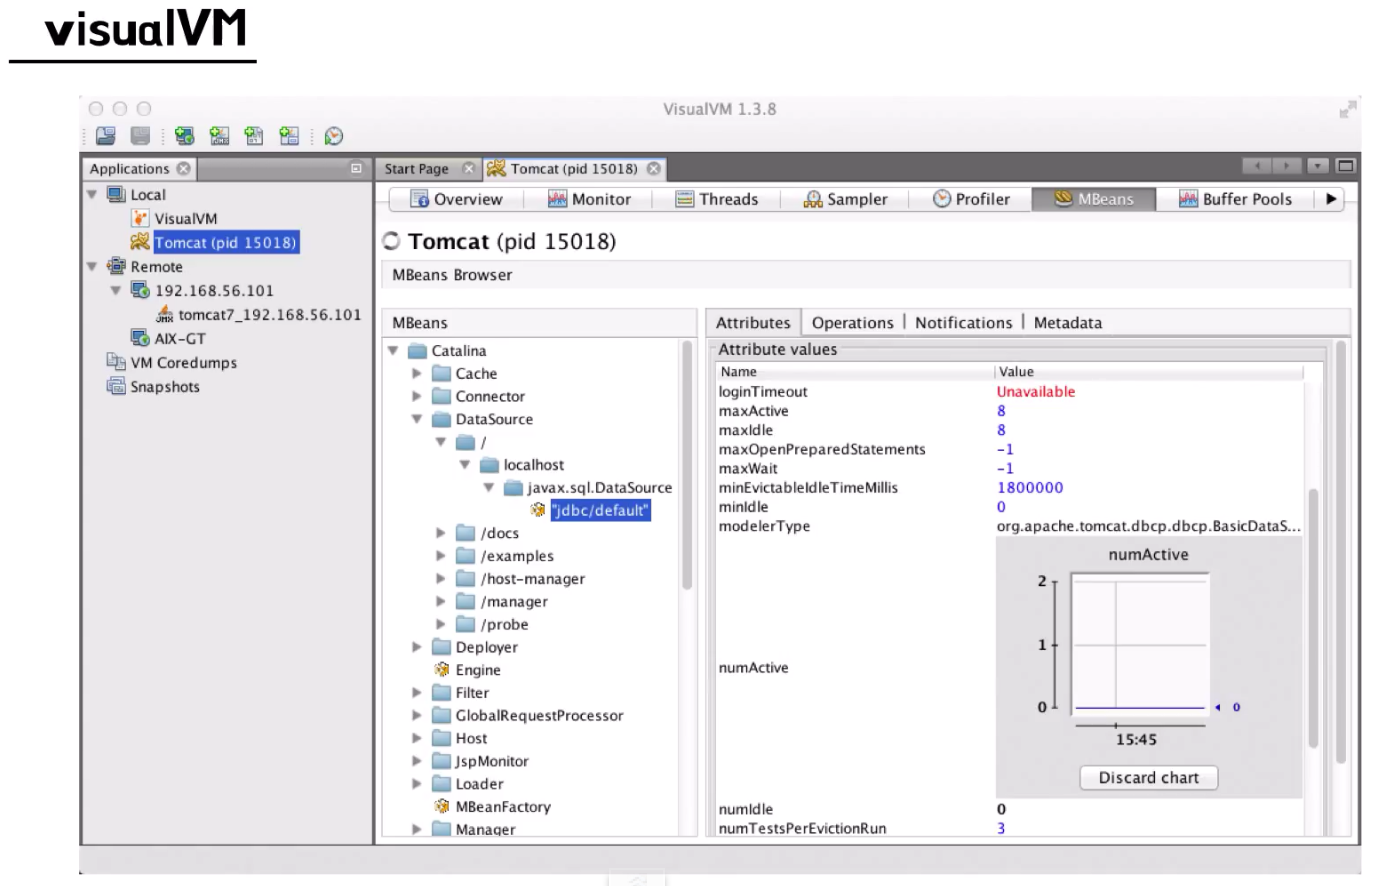 visualVM
VisualVM 1.3.8
Applications
Start Page
Tomcat (pid 15018)
Local
VisualVM
Tomcat (pid 15018)
Remote
192.168.56.101
tomcat7_192.168.56.101
AIX-GT
VM Coredumps
Snapshots
Overview
Monitor
Threads
Sampler
Profiler
MBeans
Buffer Pools
Tomcat (pid 15018)
MBeans Browser
MBeans
Catalina
Cache
Connector
DataSource
/
localhost
javax.sql.DataSource
"jdbc/default"
/docs
/examples
/host-manager
/manager
/probe
Deployer
Engine
Filter
GlobalRequestProcessor
Host
JspMonitor
Loader
MBeanFactory
Manager
Attributes Operations Notifications Metadata
Attribute values
Name Value
loginTimeout Unavailable
maxActive 8
maxIdle 8
maxOpenPreparedStatements -1
maxWait -1
minEvictableIdleTimeMillis 1800000
minIdle 0
modelerType org.apache.tomcat.dbcp.dbcp.BasicDataS...
numActive
numActive
2
1
0
0
15:45
Discard chart
numIdle 0
numTestsPerEvictionRun 3